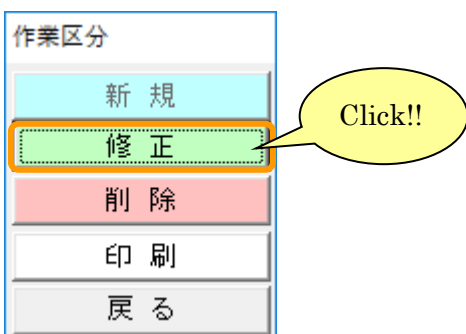 作業区分
新 規
修 正
Click!!
削 除
印 刷
戻 る